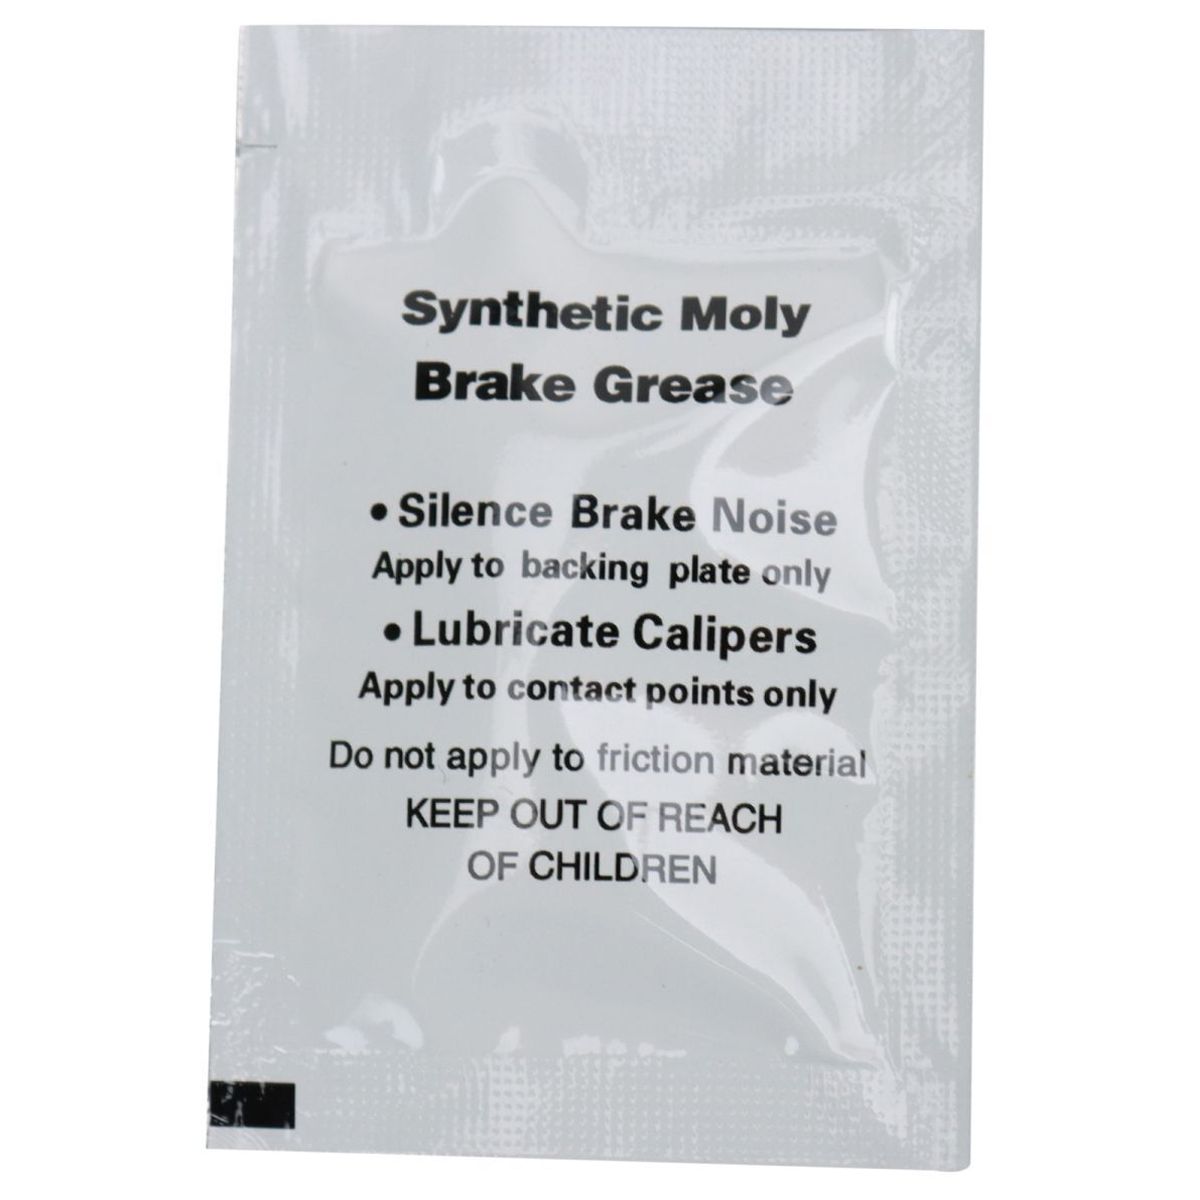 Synthetic Moly
Brake Grease
• Silence Brake Noise
Apply to backing plate only
• Lubricate Calipers
Apply to contact points only
Do not apply to friction material
KEEP OUT OF REACH
OF CHILDREN